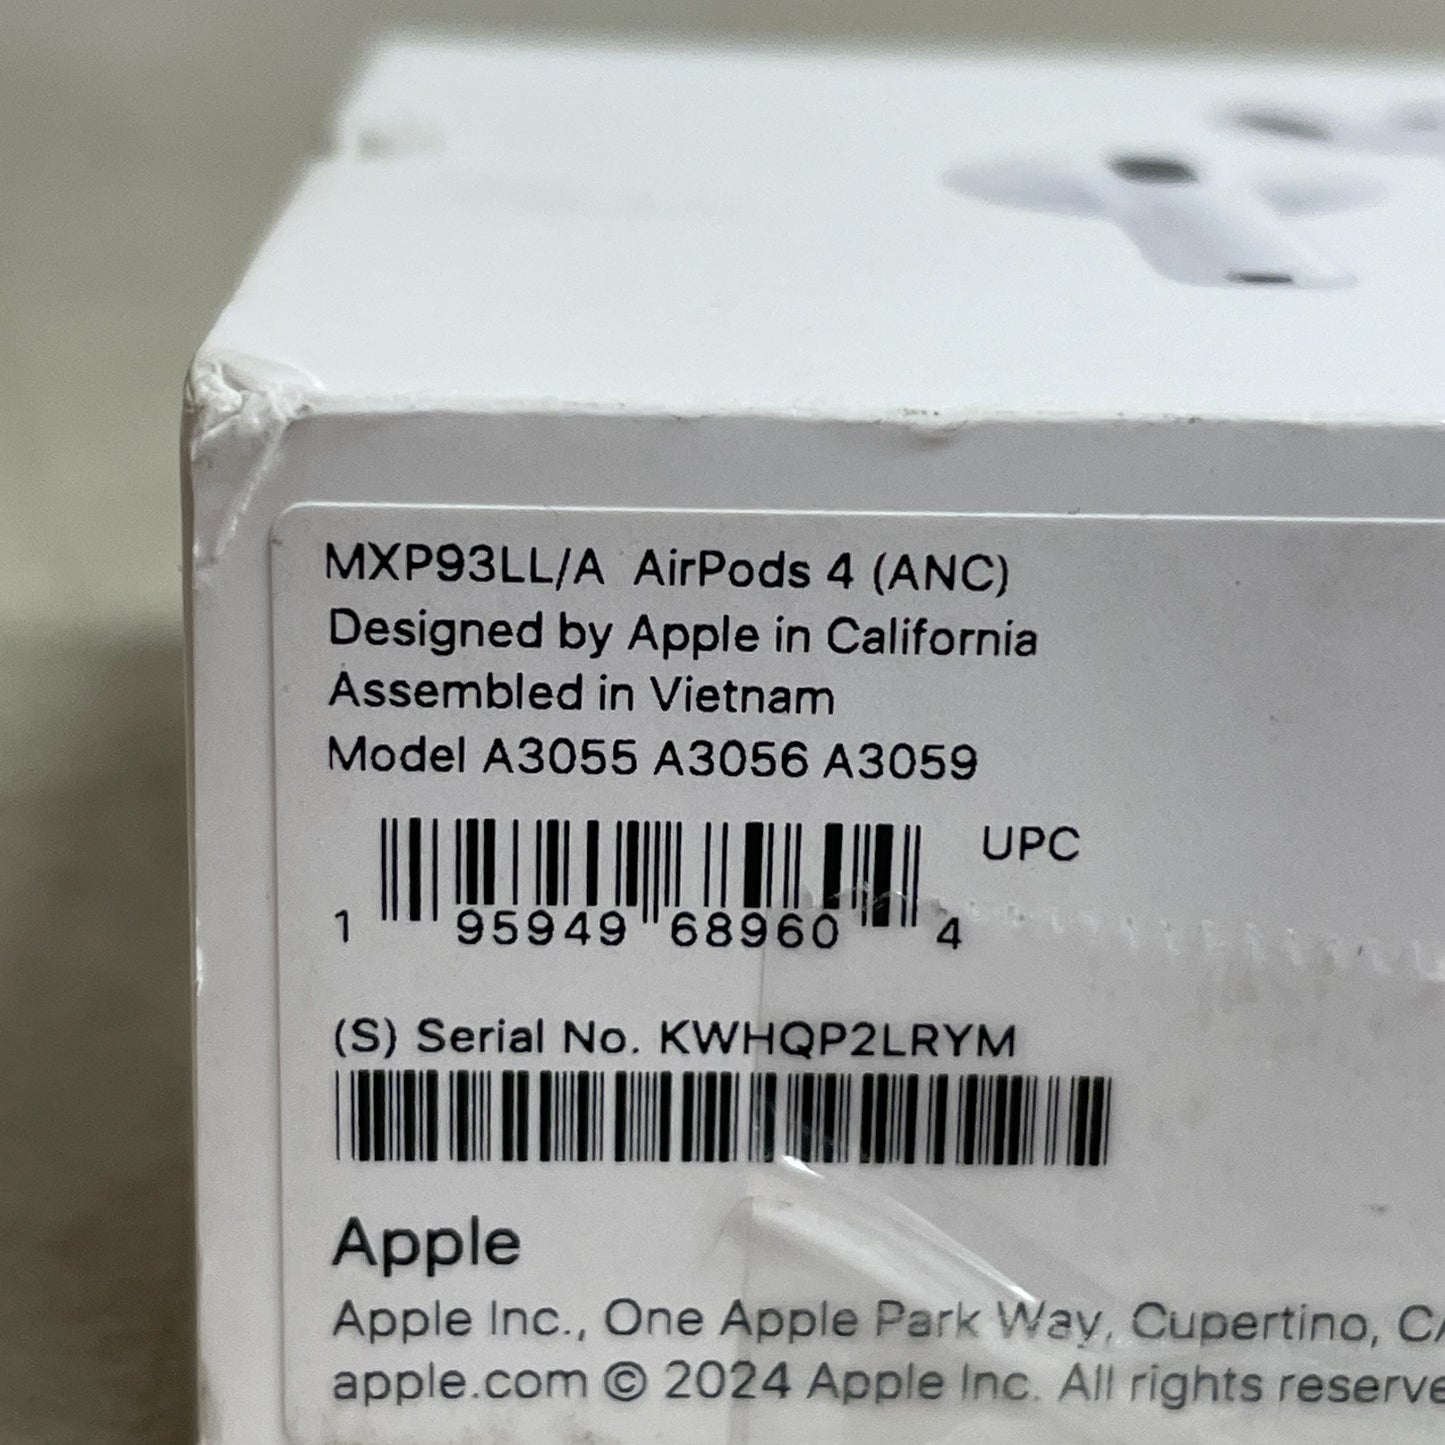 MXP93LL/A AirPods 4 (ANC)
Designed by Apple in California
Assembled in Vietnam
Model A3055 A3056 A3059
UPC
1 95949 68960 4
(S) Serial No. KWHQP2LRYM
Apple
Apple Inc., One Apple Park Way, Cupertino, CA
apple.com © 2024 Apple Inc. All rights reserve